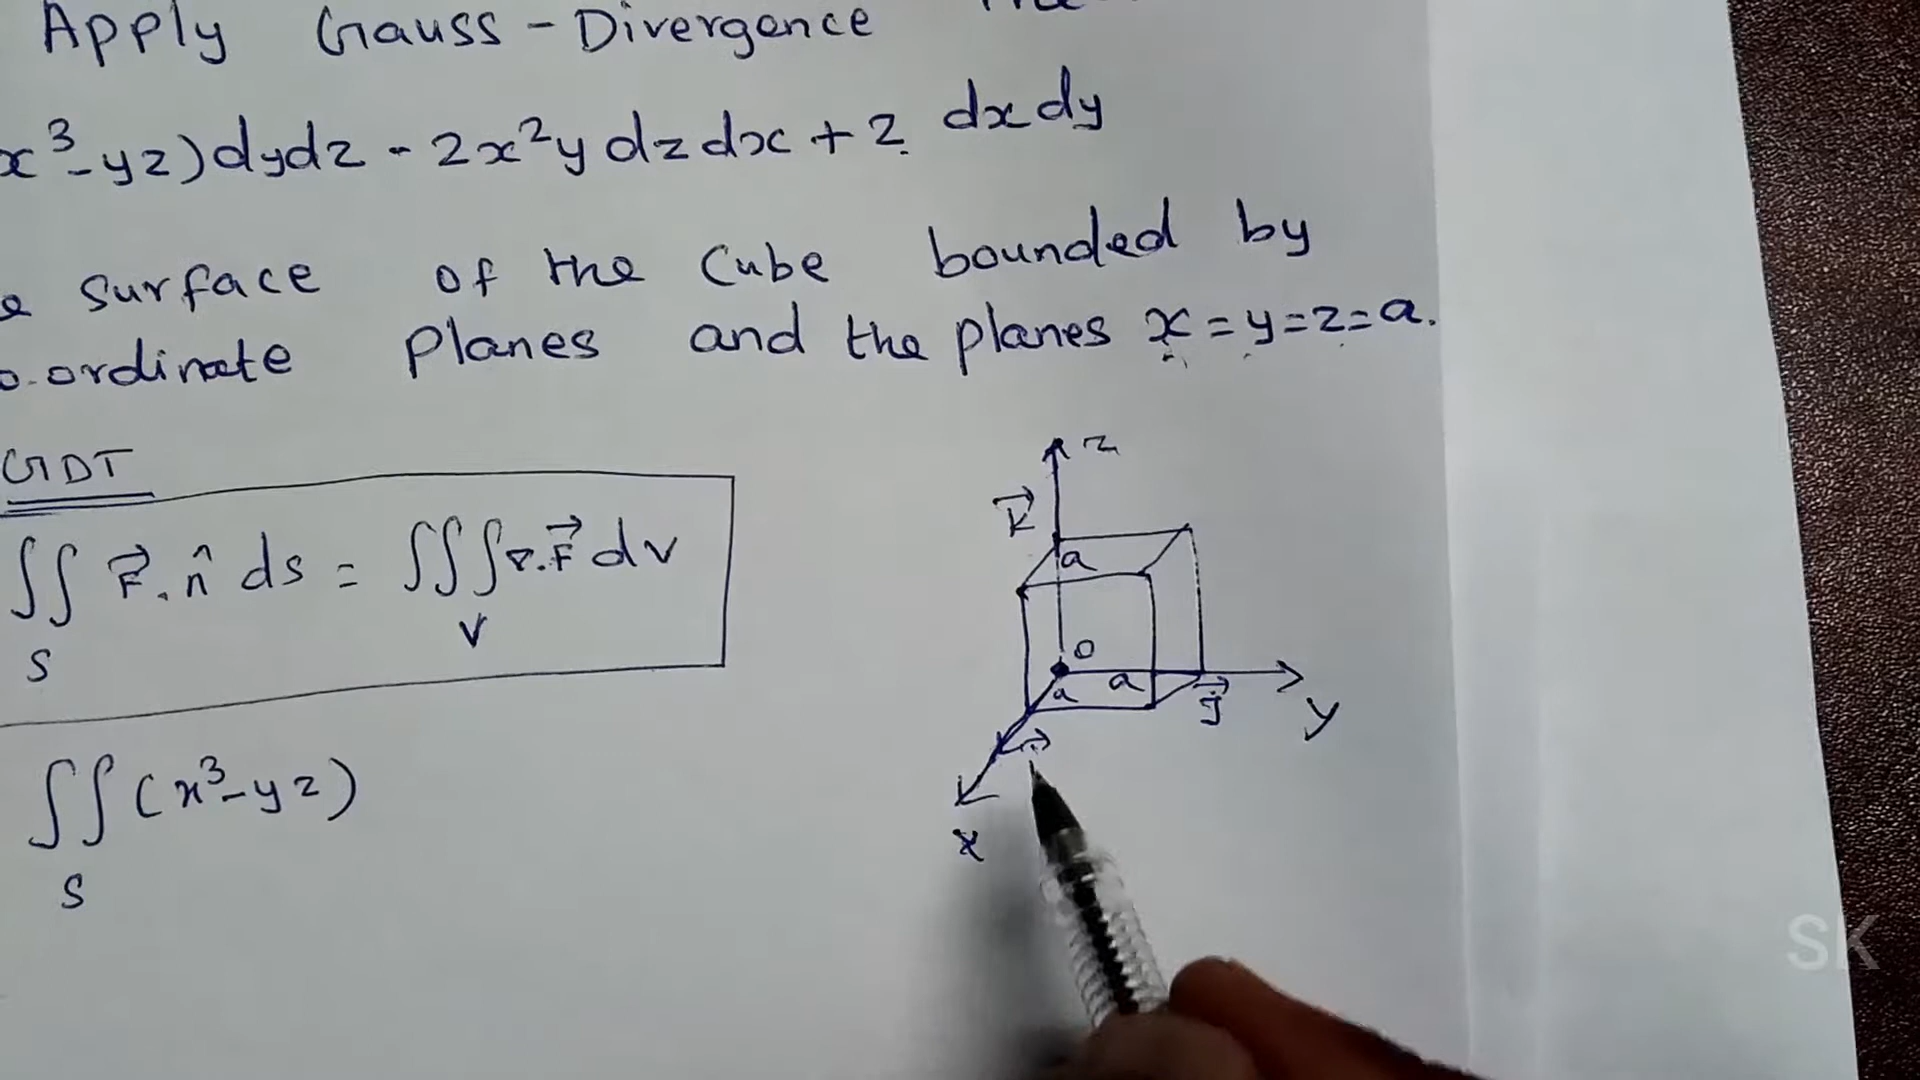 Apply Gauss-Divergence
x³-yz) dydz - 2x²y dzdx + z dxdy
surface of the Cube bounded by
ordinate planes and the planes x=y=z=a.
GDT
∬ F⃗.n̂ ds = ∭ ∇.F⃗ dv
S V
∬ (x³-yz)
S
z
k⃗
a
o
a
a
j⃗
y
i⃗
x
SK